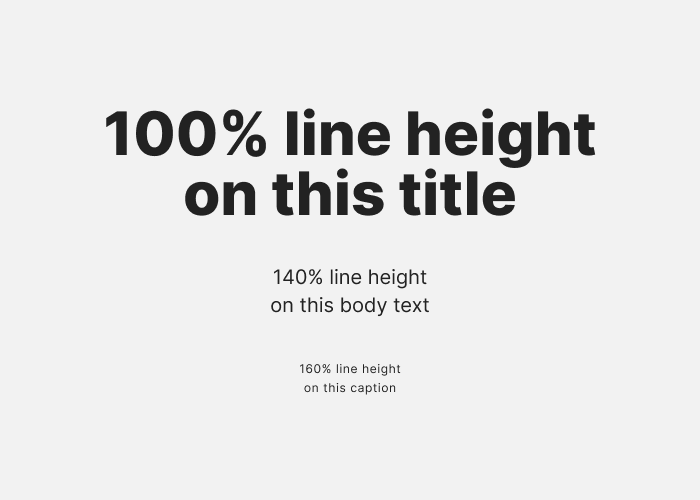 100% line height
on this title
140% line height
on this body text
160% line height
on this caption